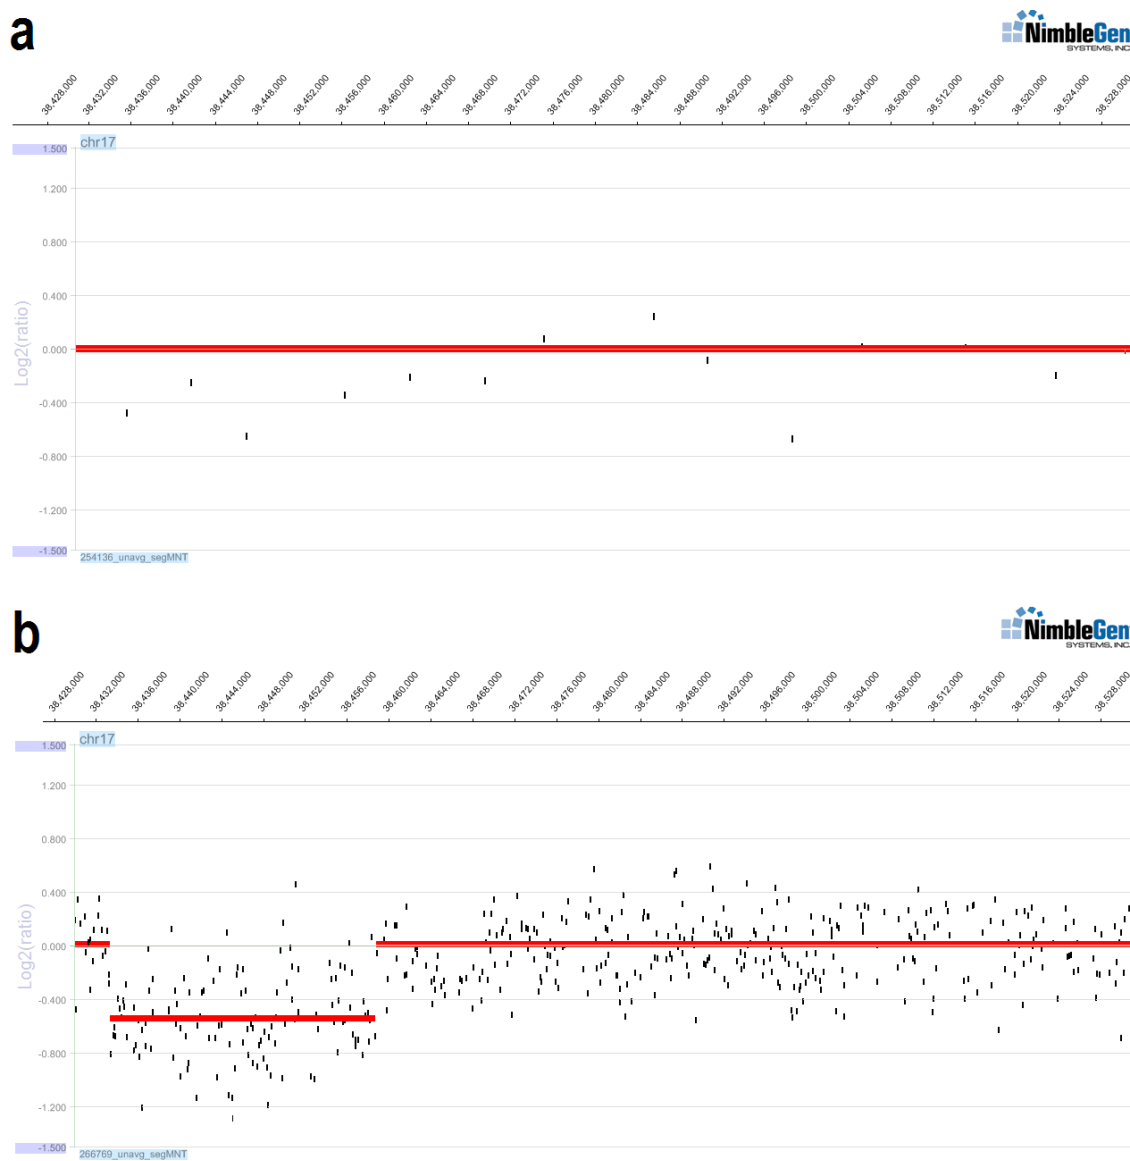 a
NimbleGen
SYSTEMS, INC
38.428.000 38.432.000 38.436.000 38.440.000 38.444.000 38.448.000 38.452.000 38.456.000 38.460.000 38.464.000 38.468.000 38.472.000 38.476.000 38.480.000 38.484.000 38.488.000 38.492.000 38.496.000 38.500.000 38.504.000 38.508.000 38.512.000 38.516.000 38.520.000 38.524.000 38.528.000
chr17
1.500
1.200
0.800
0.400
0.000
-0.400
-0.800
-1.200
-1.500
Log2(ratio)
254136_unavg_segMNT
b
NimbleGen
SYSTEMS, INC
38.428.000 38.432.000 38.436.000 38.440.000 38.444.000 38.448.000 38.452.000 38.456.000 38.460.000 38.464.000 38.468.000 38.472.000 38.476.000 38.480.000 38.484.000 38.488.000 38.492.000 38.496.000 38.500.000 38.504.000 38.508.000 38.512.000 38.516.000 38.520.000 38.524.000 38.528.000
chr17
1.500
1.200
0.800
0.400
0.000
-0.400
-0.800
-1.200
-1.500
Log2(ratio)
266769_unavg_segMNT